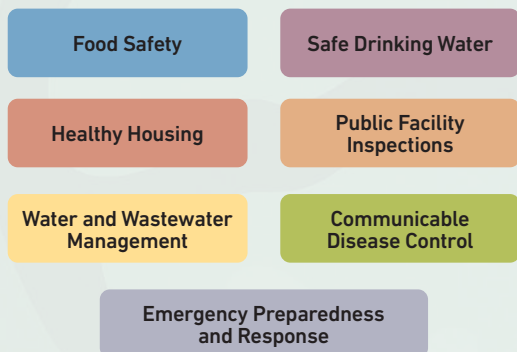 Food Safety
Safe Drinking Water
Healthy Housing
Public Facility
Inspections
Water and Wastewater
Management
Communicable
Disease Control
Emergency Preparedness
and Response